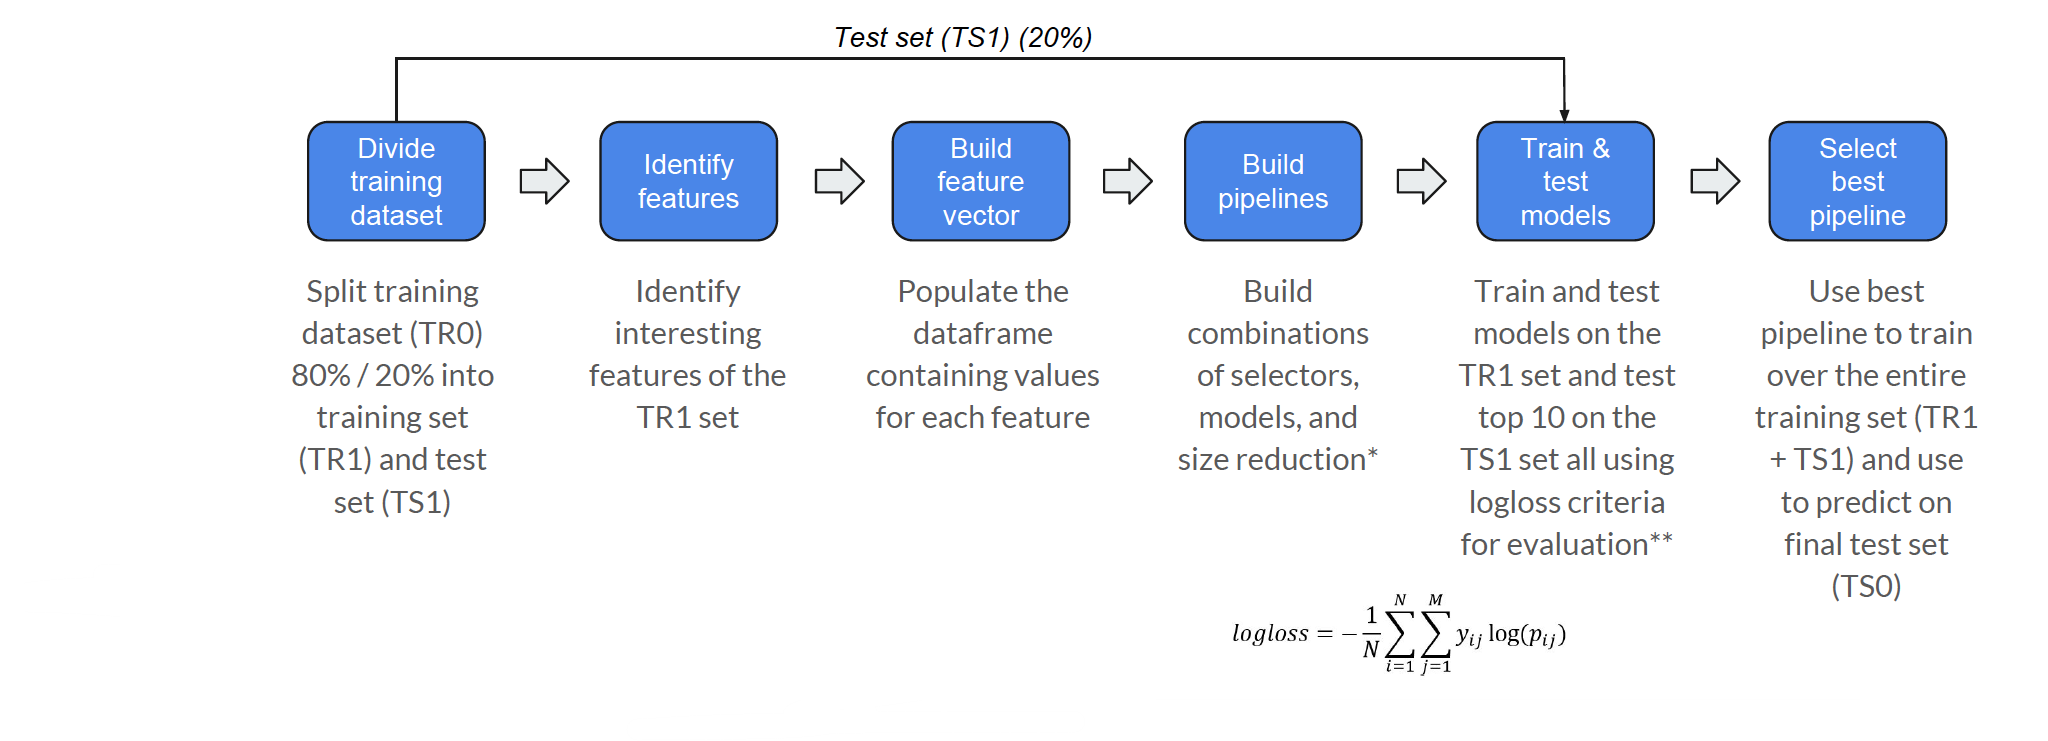 Test set (TS1) (20%)
Divide
training
dataset
Identify
features
Build
feature
vector
Build
pipelines
Train &
test
models
Select
best
pipeline
Split training
dataset (TR0)
80% / 20% into
training set
(TR1) and test
set (TS1)
Identify
interesting
features of the
TR1 set
Populate the
dataframe
containing values
for each feature
Build
combinations
of selectors,
models, and
size reduction*
Train and test
models on the
TR1 set and test
top 10 on the
TS1 set all using
logloss criteria
for evaluation**
Use best
pipeline to train
over the entire
training set (TR1
+ TS1) and use
to predict on
final test set
(TS0)
logloss = −\frac{1}{N}\sum_{i=1}^{N}\sum_{j=1}^{M} y_{ij} log(p_{ij})